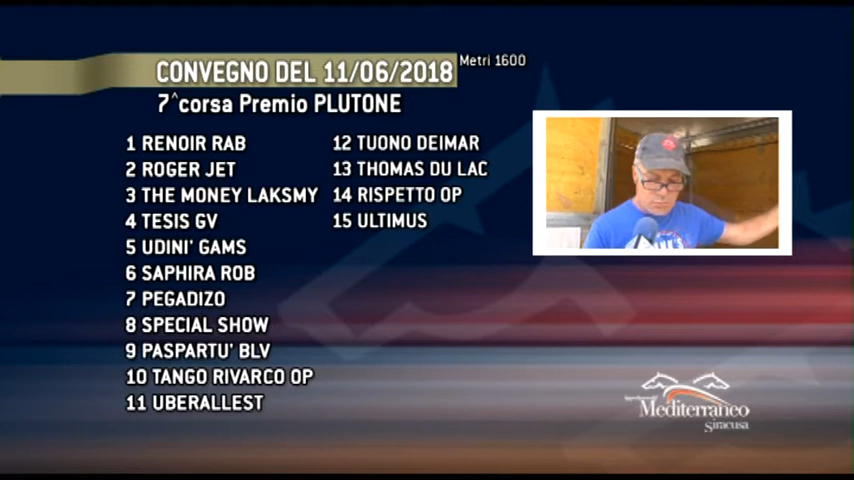 CONVEGNO DEL 11/06/2018
Metri 1600
7^corsa Premio PLUTONE
1 RENOIR RAB
2 ROGER JET
3 THE MONEY LAKSMY
4 TESIS GV
5 UDINI' GAMS
6 SAPHIRA ROB
7 PEGADIZO
8 SPECIAL SHOW
9 PASPARTU' BLV
10 TANGO RIVARCO OP
11 UBERALLEST
12 TUONO DEIMAR
13 THOMAS DU LAC
14 RISPETTO OP
15 ULTIMUS
Mediterraneo
Siracusa